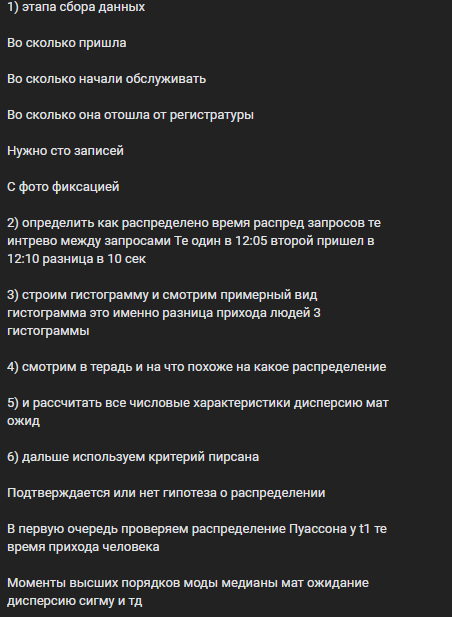 1) этапа сбора данных
Во сколько пришла
Во сколько начали обслуживать
Во сколько она отошла от регистратуры
Нужно сто записей
С фото фиксацией
2) определить как распределено время распред запросов те
интрево между запросами Те один в 12:05 второй пришел в
12:10 разница в 10 сек
3) строим гистограмму и смотрим примерный вид
гистограмма это именно разница прихода людей 3
гистограммы
4) смотрим в терадь и на что похоже на какое распределение
5) и рассчитать все числовые характеристики дисперсию мат
ожид
6) дальше используем критерий пирсана
Подтверждается или нет гипотеза о распределении
В первую очередь проверяем распределение Пуассона у t1 те
время прихода человека
Моменты высших порядков моды медианы мат ожидание
дисперсию сигму и тд